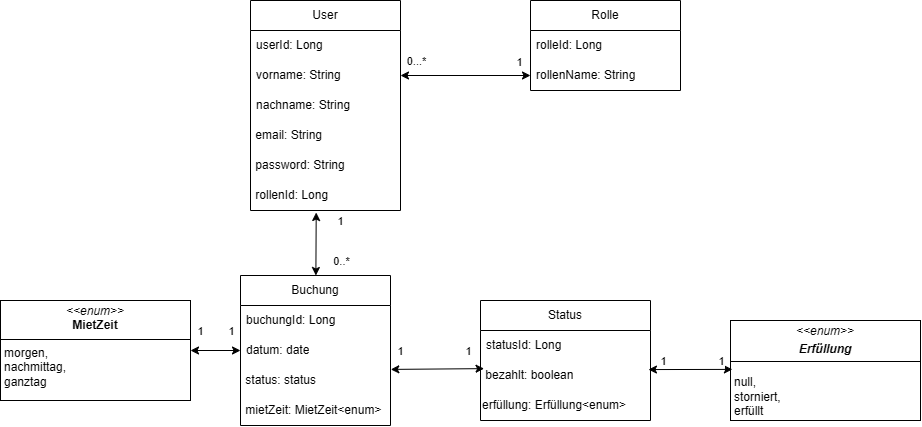 User
userId: Long
vorname: String
nachname: String
email: String
password: String
rollenId: Long
0...*
1
Rolle
rolleId: Long
rollenName: String
1
0..*
<<enum>>
MietZeit
morgen,
nachmittag,
ganztag
1
1
Buchung
buchungId: Long
datum: date
status: status
mietZeit: MietZeit<enum>
1
1
Status
statusId: Long
bezahlt: boolean
erfüllung: Erfüllung<enum>
1
1
<<enum>>
Erfüllung
null,
storniert,
erfüllt